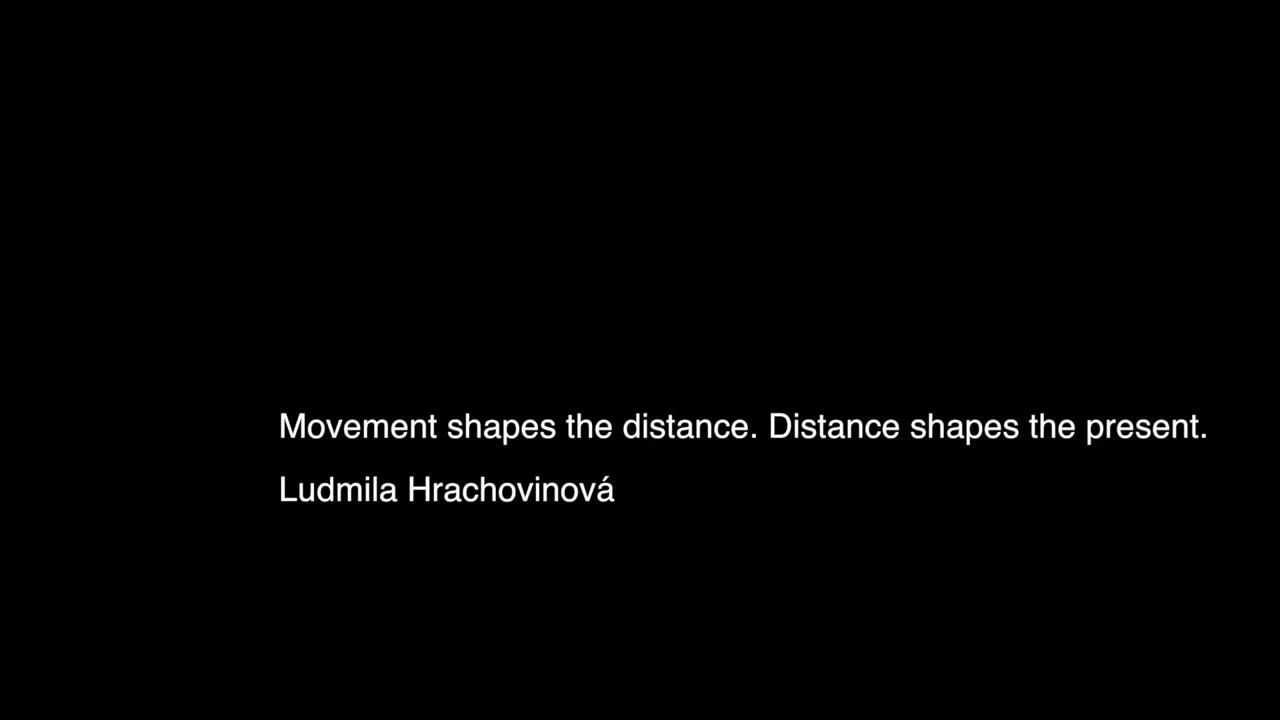 Movement shapes the distance. Distance shapes the present.
Ludmila Hrachovinová